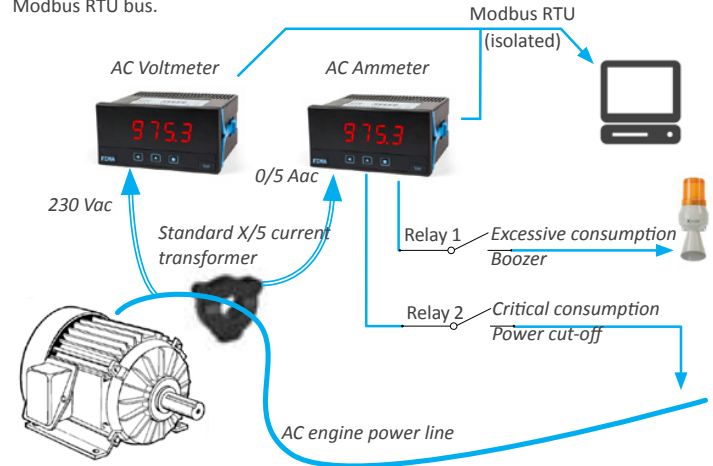 Modbus RTU bus.
Modbus RTU
(isolated)
AC Voltmeter
AC Ammeter
975.3
975.3
FEMA
FEMA
0/5 Aac
230 Vac
Standard X/5 current
transformer
Relay 1
Excessive consumption
Boozer
Relay 2
Critical consumption
Power cut-off
AC engine power line